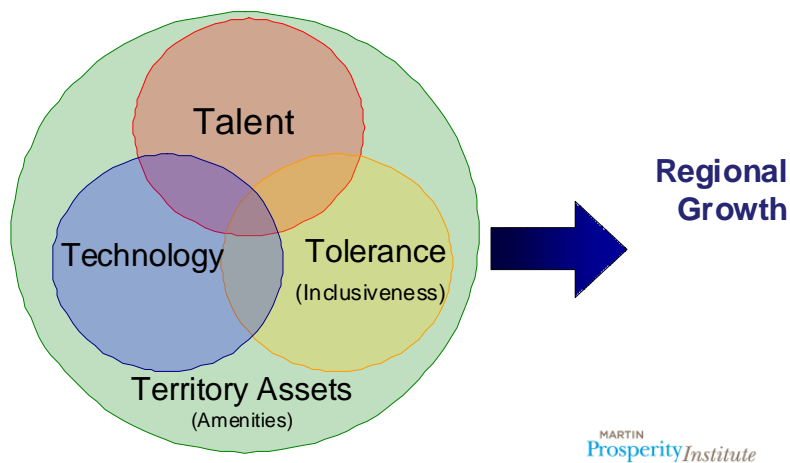 Talent
Technology
Tolerance
(Inclusiveness)
Territory Assets
(Amenities)
Regional
Growth
MARTIN
Prosperity Institute